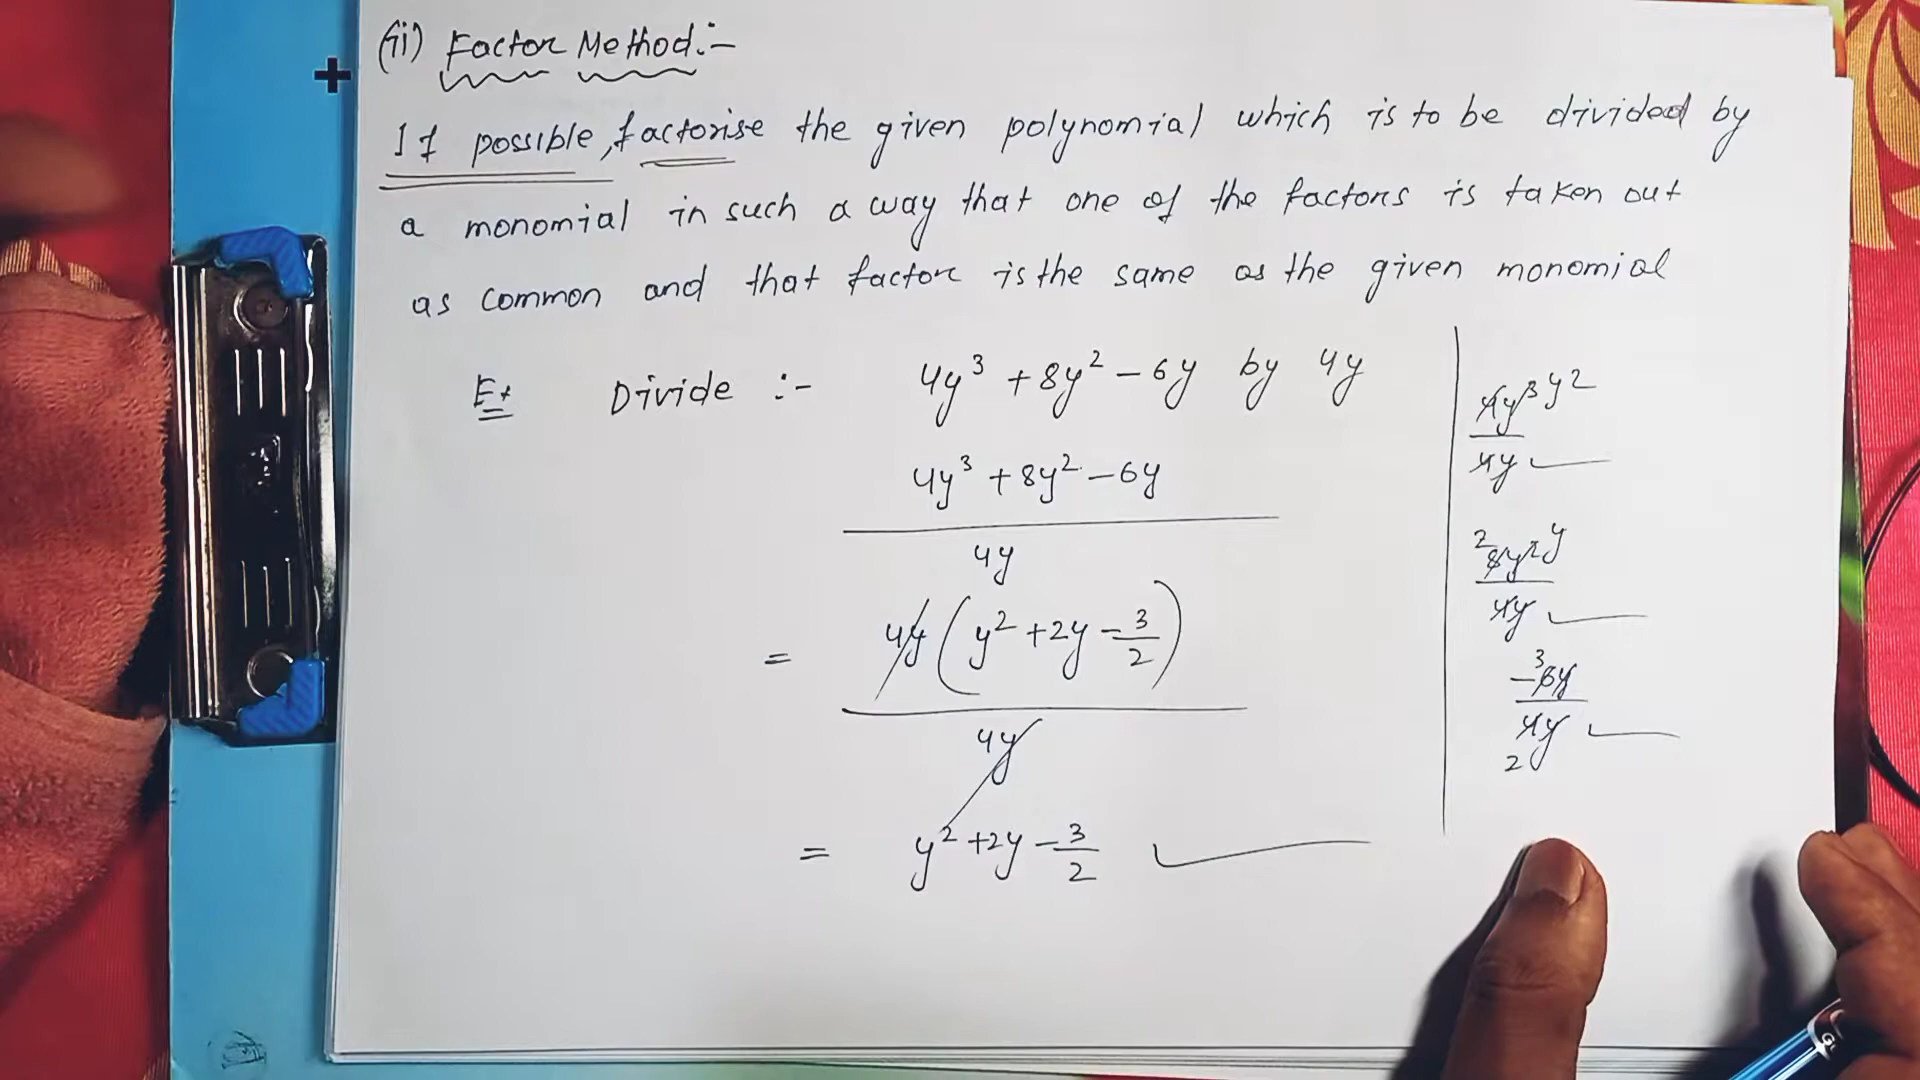 (ii) Factor Method:-
If possible, factorise the given polynomial which is to be divided by
a monomial in such a way that one of the factors is taken out
as common and that factor is the same as the given monomial
Ex Divide :- 4y³ + 8y² - 6y by 4y
4y³ + 8y² - 6y
4y
= 4y (y² + 2y - 3/2)
4y
= y² + 2y - 3/2
4y³ y²
4y
2 8y² y
4y
3
-6y
4y
2